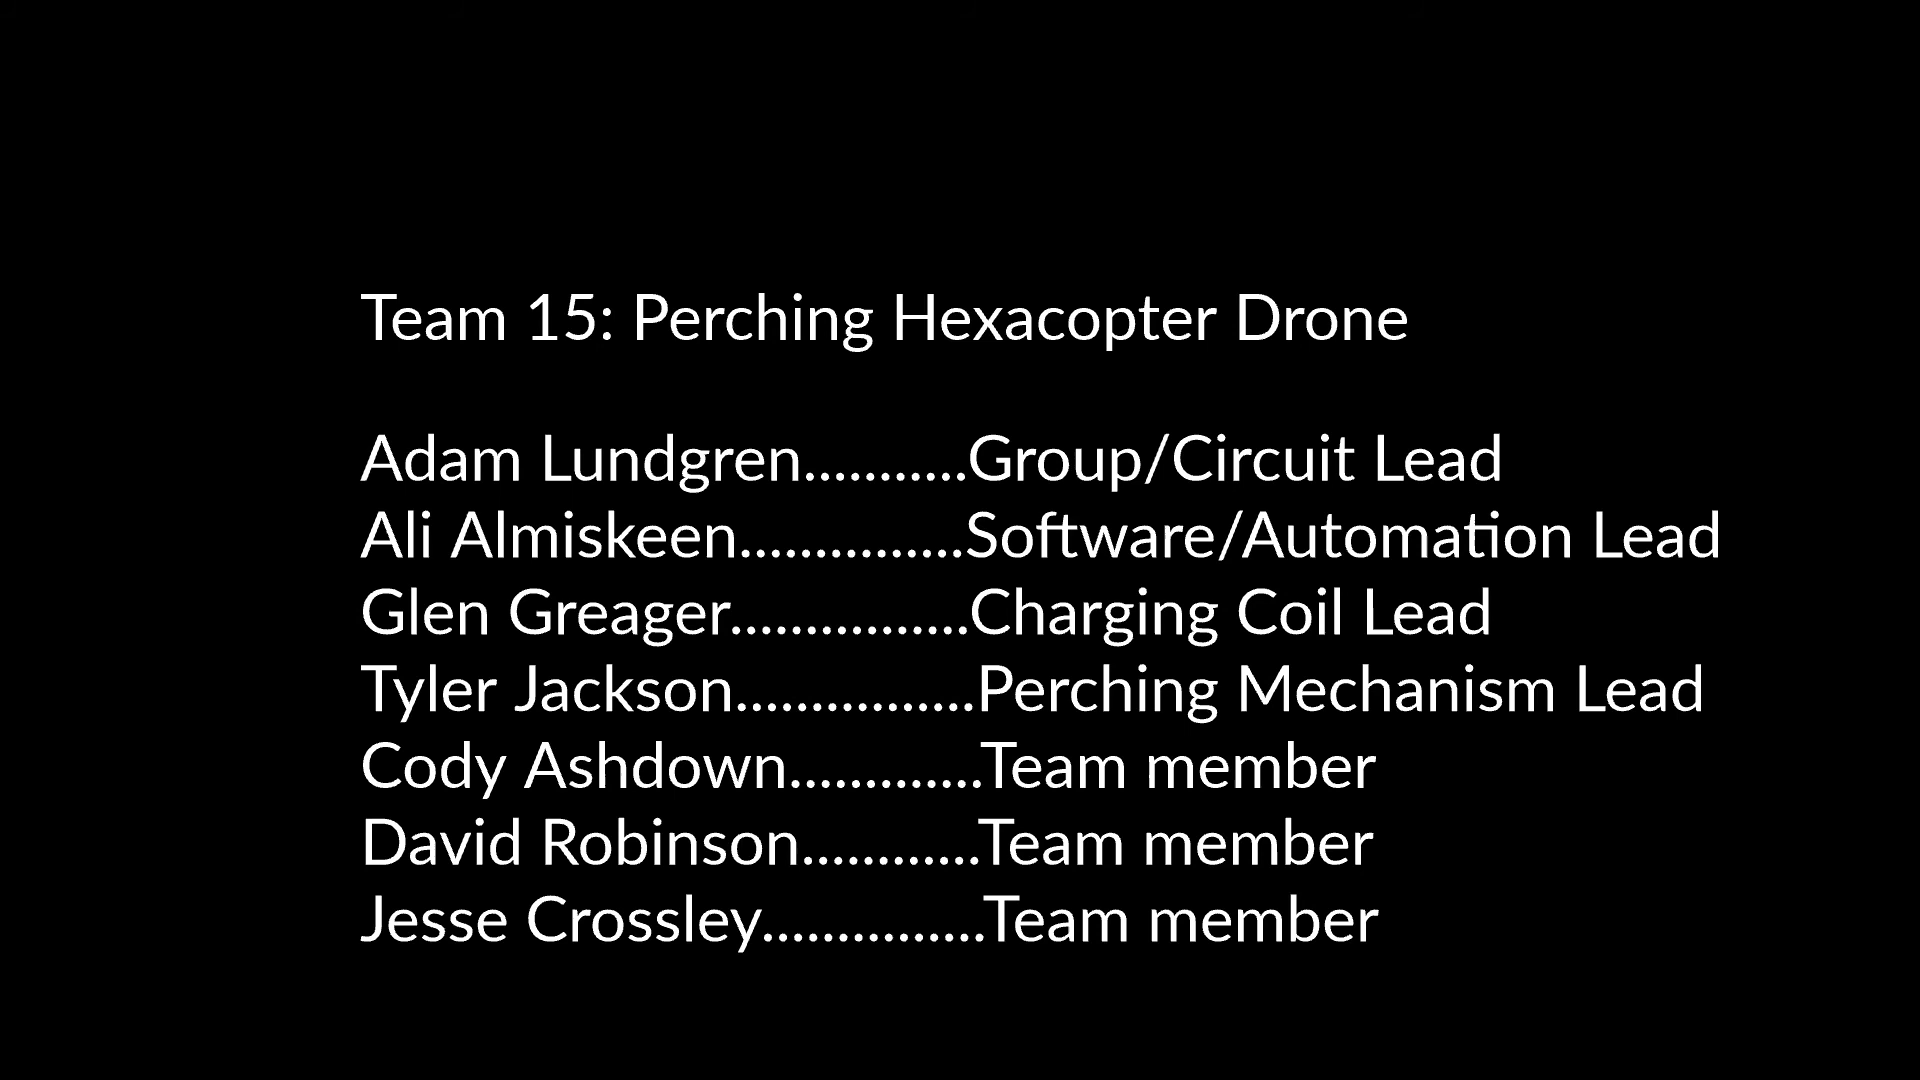 Team 15: Perching Hexacopter Drone
Adam Lundgren...........Group/Circuit Lead
Ali Almiskeen...............Software/Automation Lead
Glen Greager................Charging Coil Lead
Tyler Jackson................Perching Mechanism Lead
Cody Ashdown.............Team member
David Robinson............Team member
Jesse Crossley...............Team member